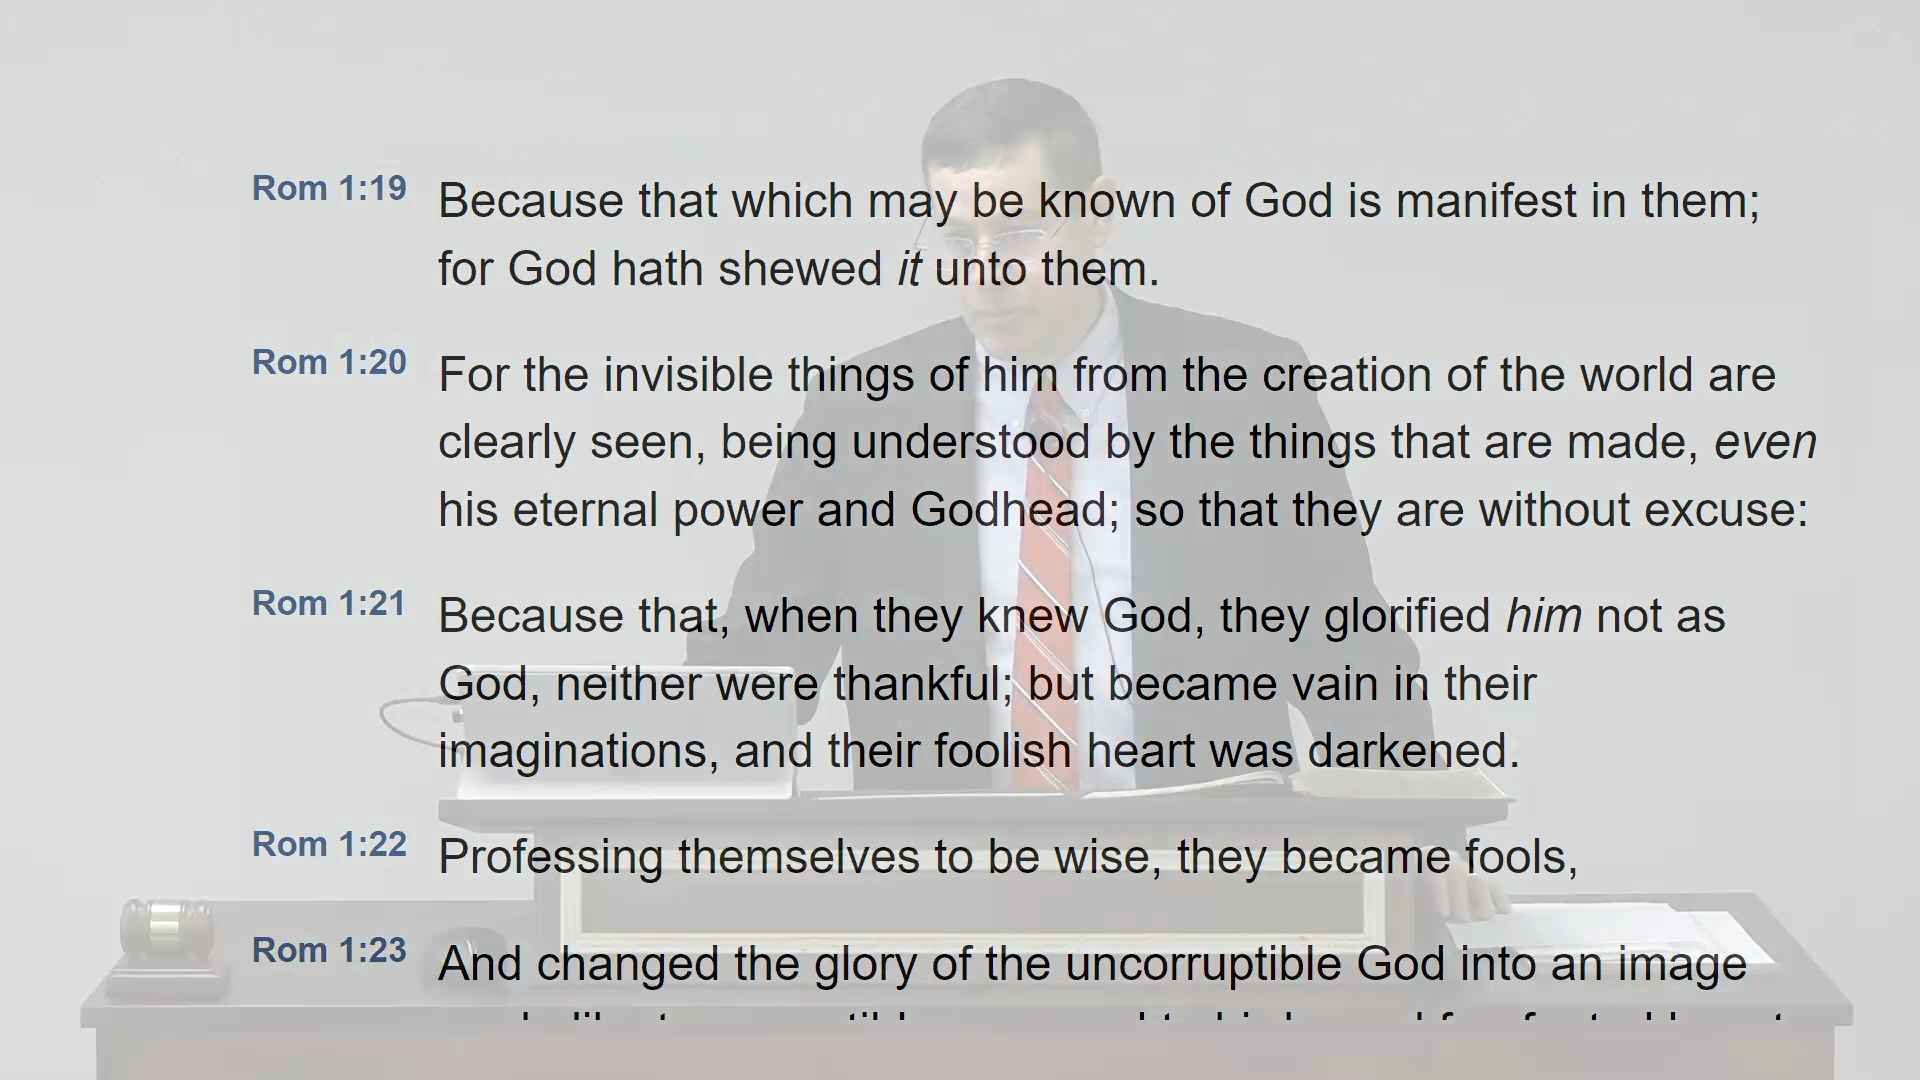 Rom 1:19 Because that which may be known of God is manifest in them;
for God hath shewed it unto them.
Rom 1:20 For the invisible things of him from the creation of the world are
clearly seen, being understood by the things that are made, even
his eternal power and Godhead; so that they are without excuse:
Rom 1:21 Because that, when they knew God, they glorified him not as
God, neither were thankful; but became vain in their
imaginations, and their foolish heart was darkened.
Rom 1:22 Professing themselves to be wise, they became fools,
Rom 1:23 And changed the glory of the uncorruptible God into an image